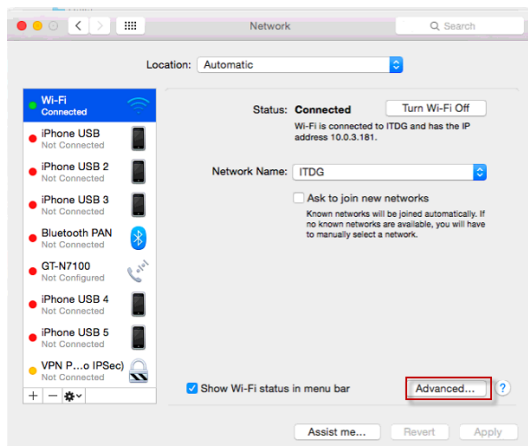 Network
Search
Location: Automatic
Wi-Fi
Connected
iPhone USB
Not Connected
iPhone USB 2
Not Connected
iPhone USB 3
Not Connected
Bluetooth PAN
Not Connected
GT-N7100
Not Configured
iPhone USB 4
Not Connected
iPhone USB 5
Not Connected
VPN P...o IPSec)
Not Connected
Status: Connected
Turn Wi-Fi Off
Wi-Fi is connected to ITDG and has the IP
address 10.0.3.181.
Network Name: ITDG
Ask to join new networks
Known networks will be joined automatically. If
no known networks are available, you will have
to manually select a network.
Show Wi-Fi status in menu bar
Advanced...
?
Assist me...
Revert
Apply